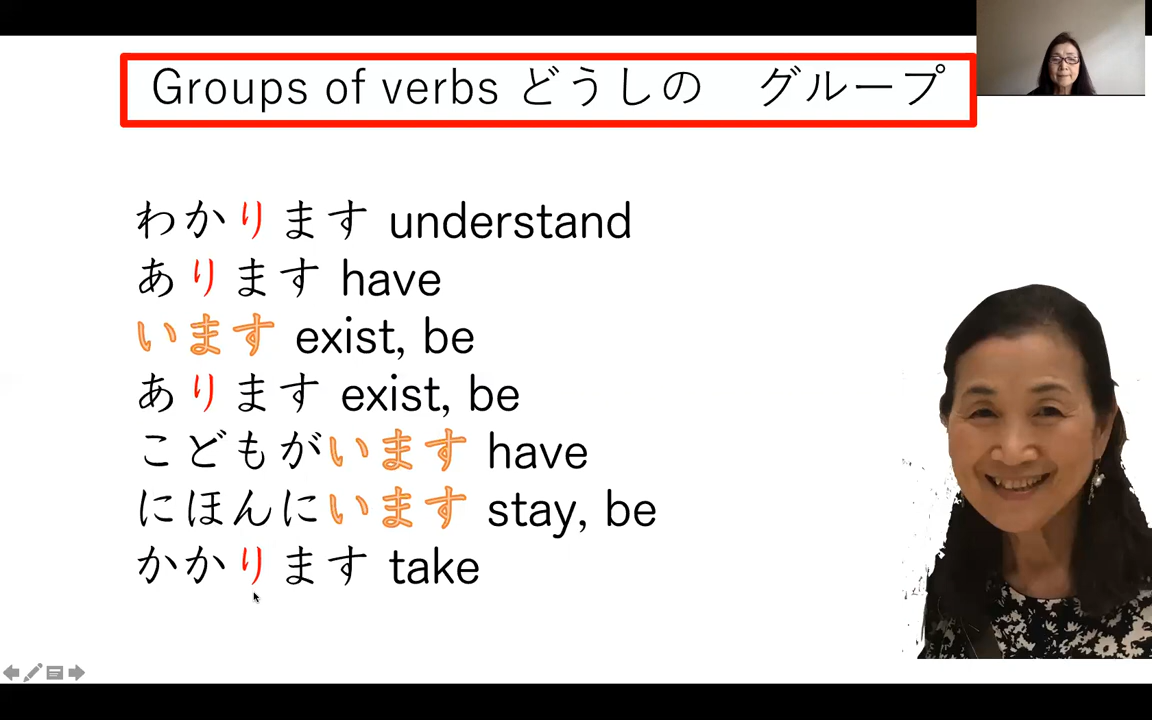 Groups of verbs どうしの　グループ
わかります understand
あります have
います exist, be
あります exist, be
こどもがいます have
にほんにいます stay, be
かかります take